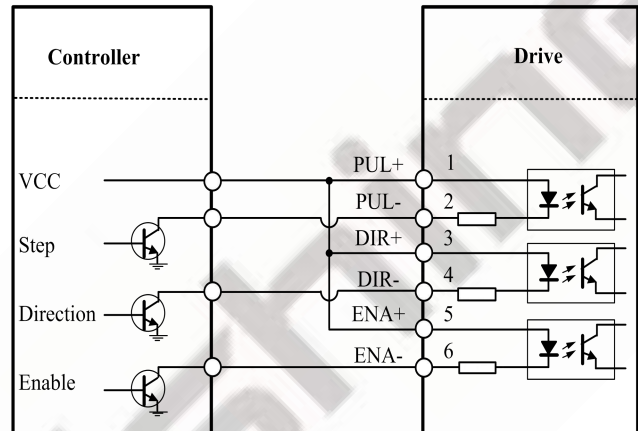 Controller
Drive
VCC
Step
Direction
Enable
PUL+ 1
PUL- 2
DIR+ 3
DIR- 4
ENA+ 5
ENA- 6